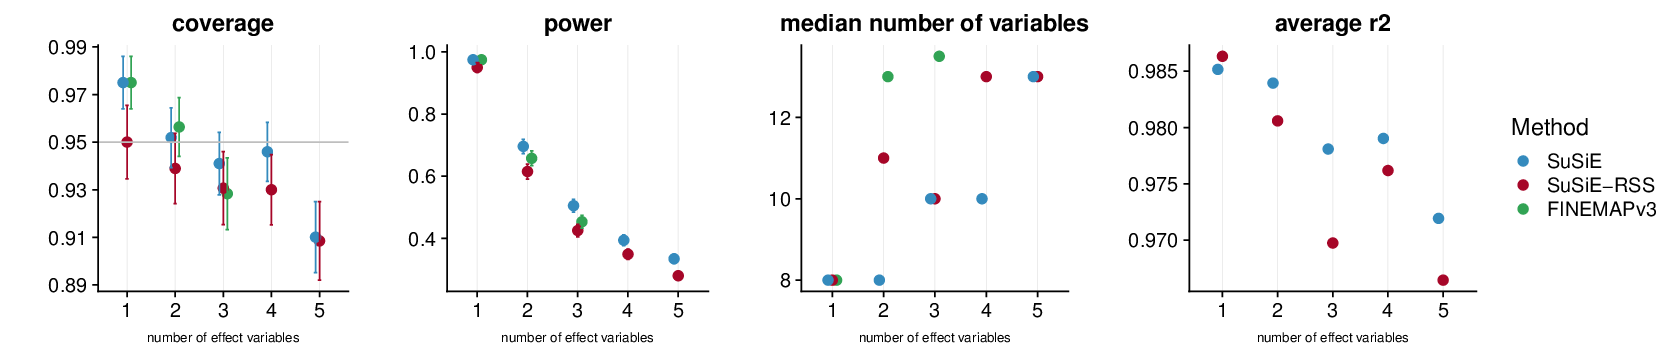 coverage
0.99
0.97
0.95
0.93
0.91
0.89
1 2 3 4 5
number of effect variables
power
1.0
0.8
0.6
0.4
1 2 3 4 5
number of effect variables
median number of variables
12
10
8
1 2 3 4 5
number of effect variables
average r2
0.985
0.980
0.975
0.970
1 2 3 4 5
number of effect variables
Method
SuSiE
SuSiE−RSS
FINEMAPv3